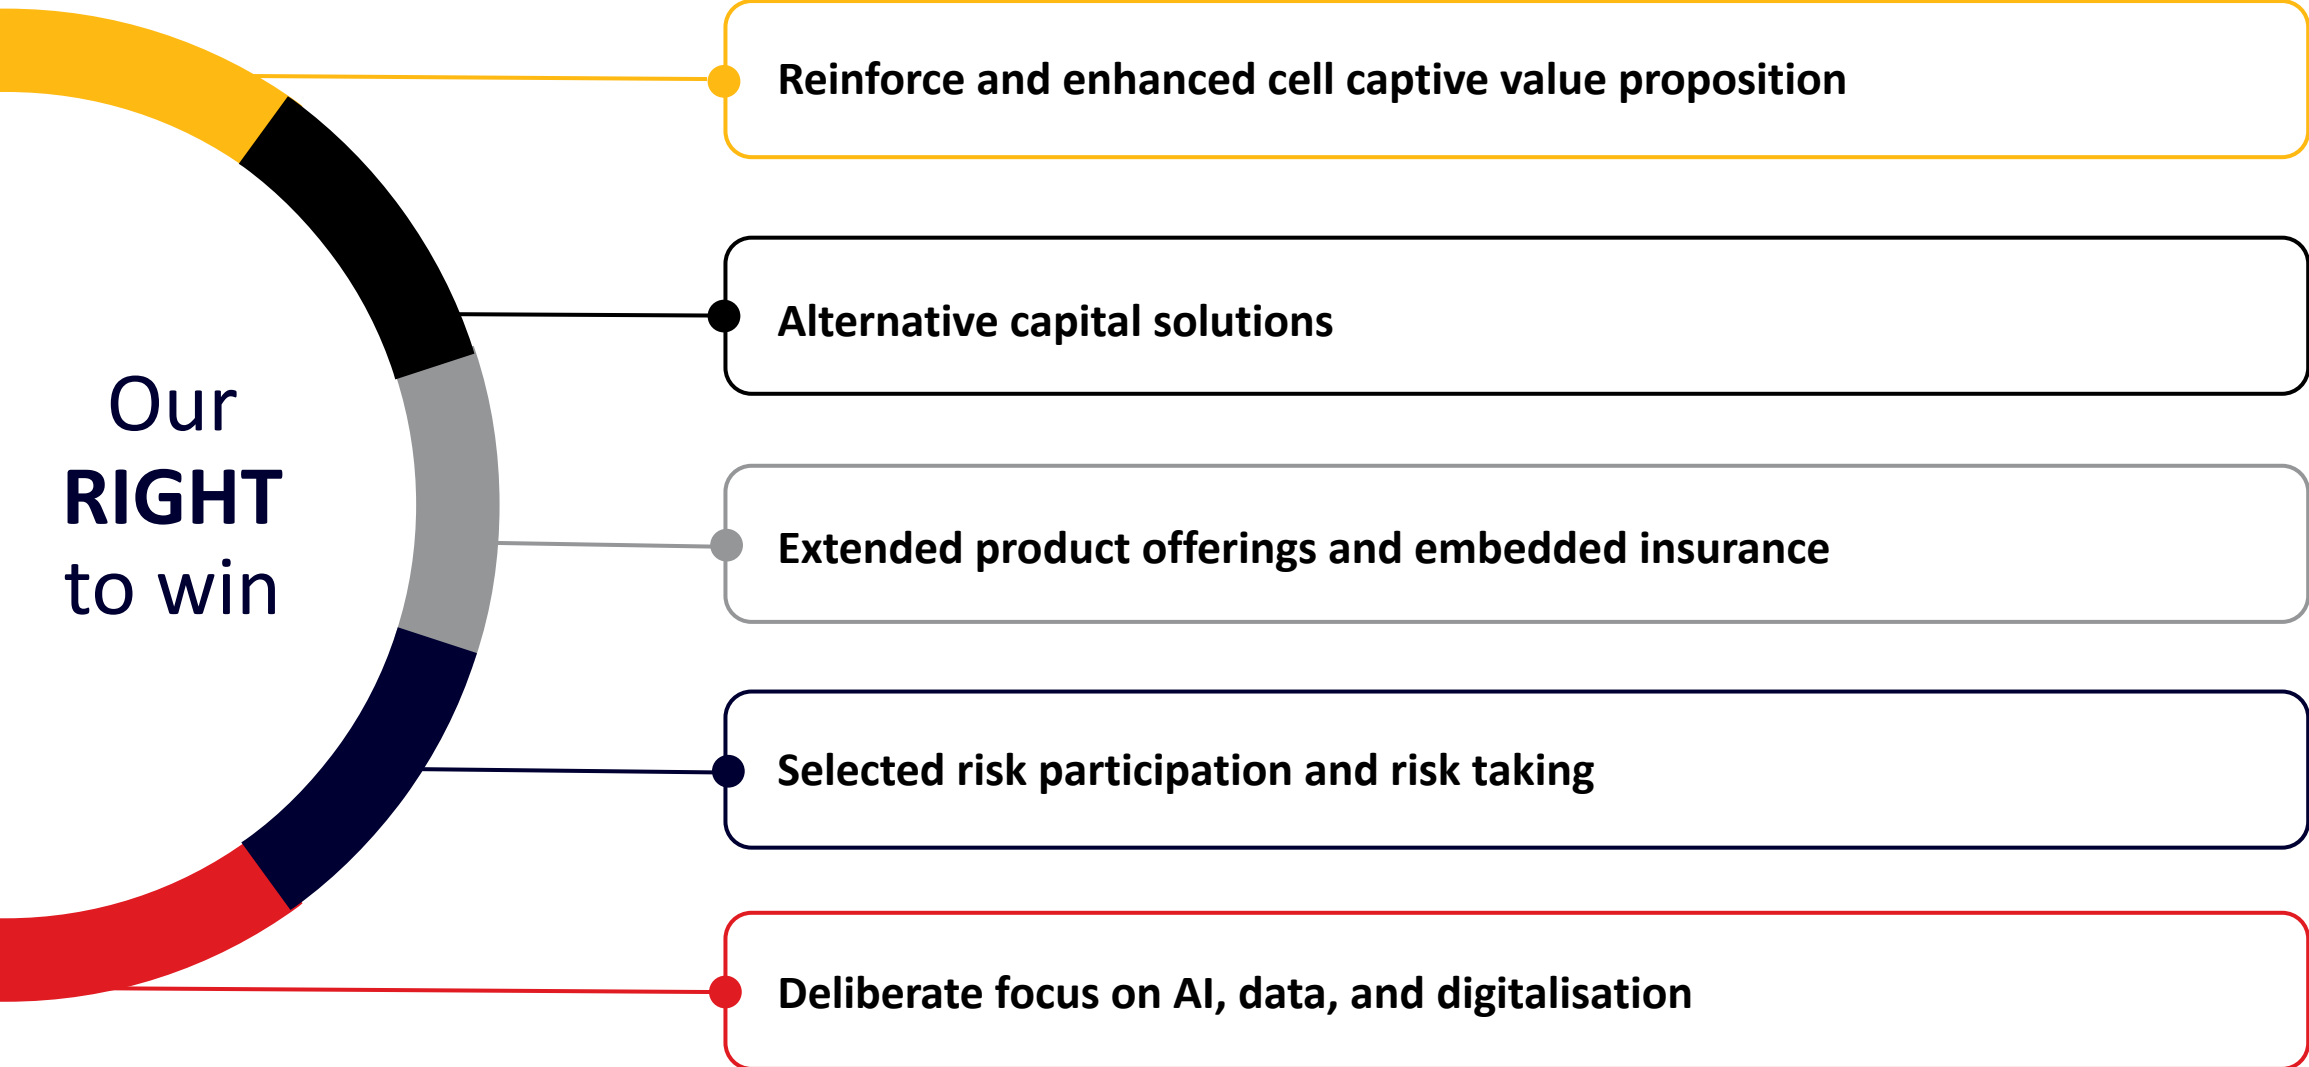 Our
RIGHT
to win
Reinforce and enhanced cell captive value proposition
Alternative capital solutions
Extended product offerings and embedded insurance
Selected risk participation and risk taking
Deliberate focus on AI, data, and digitalisation